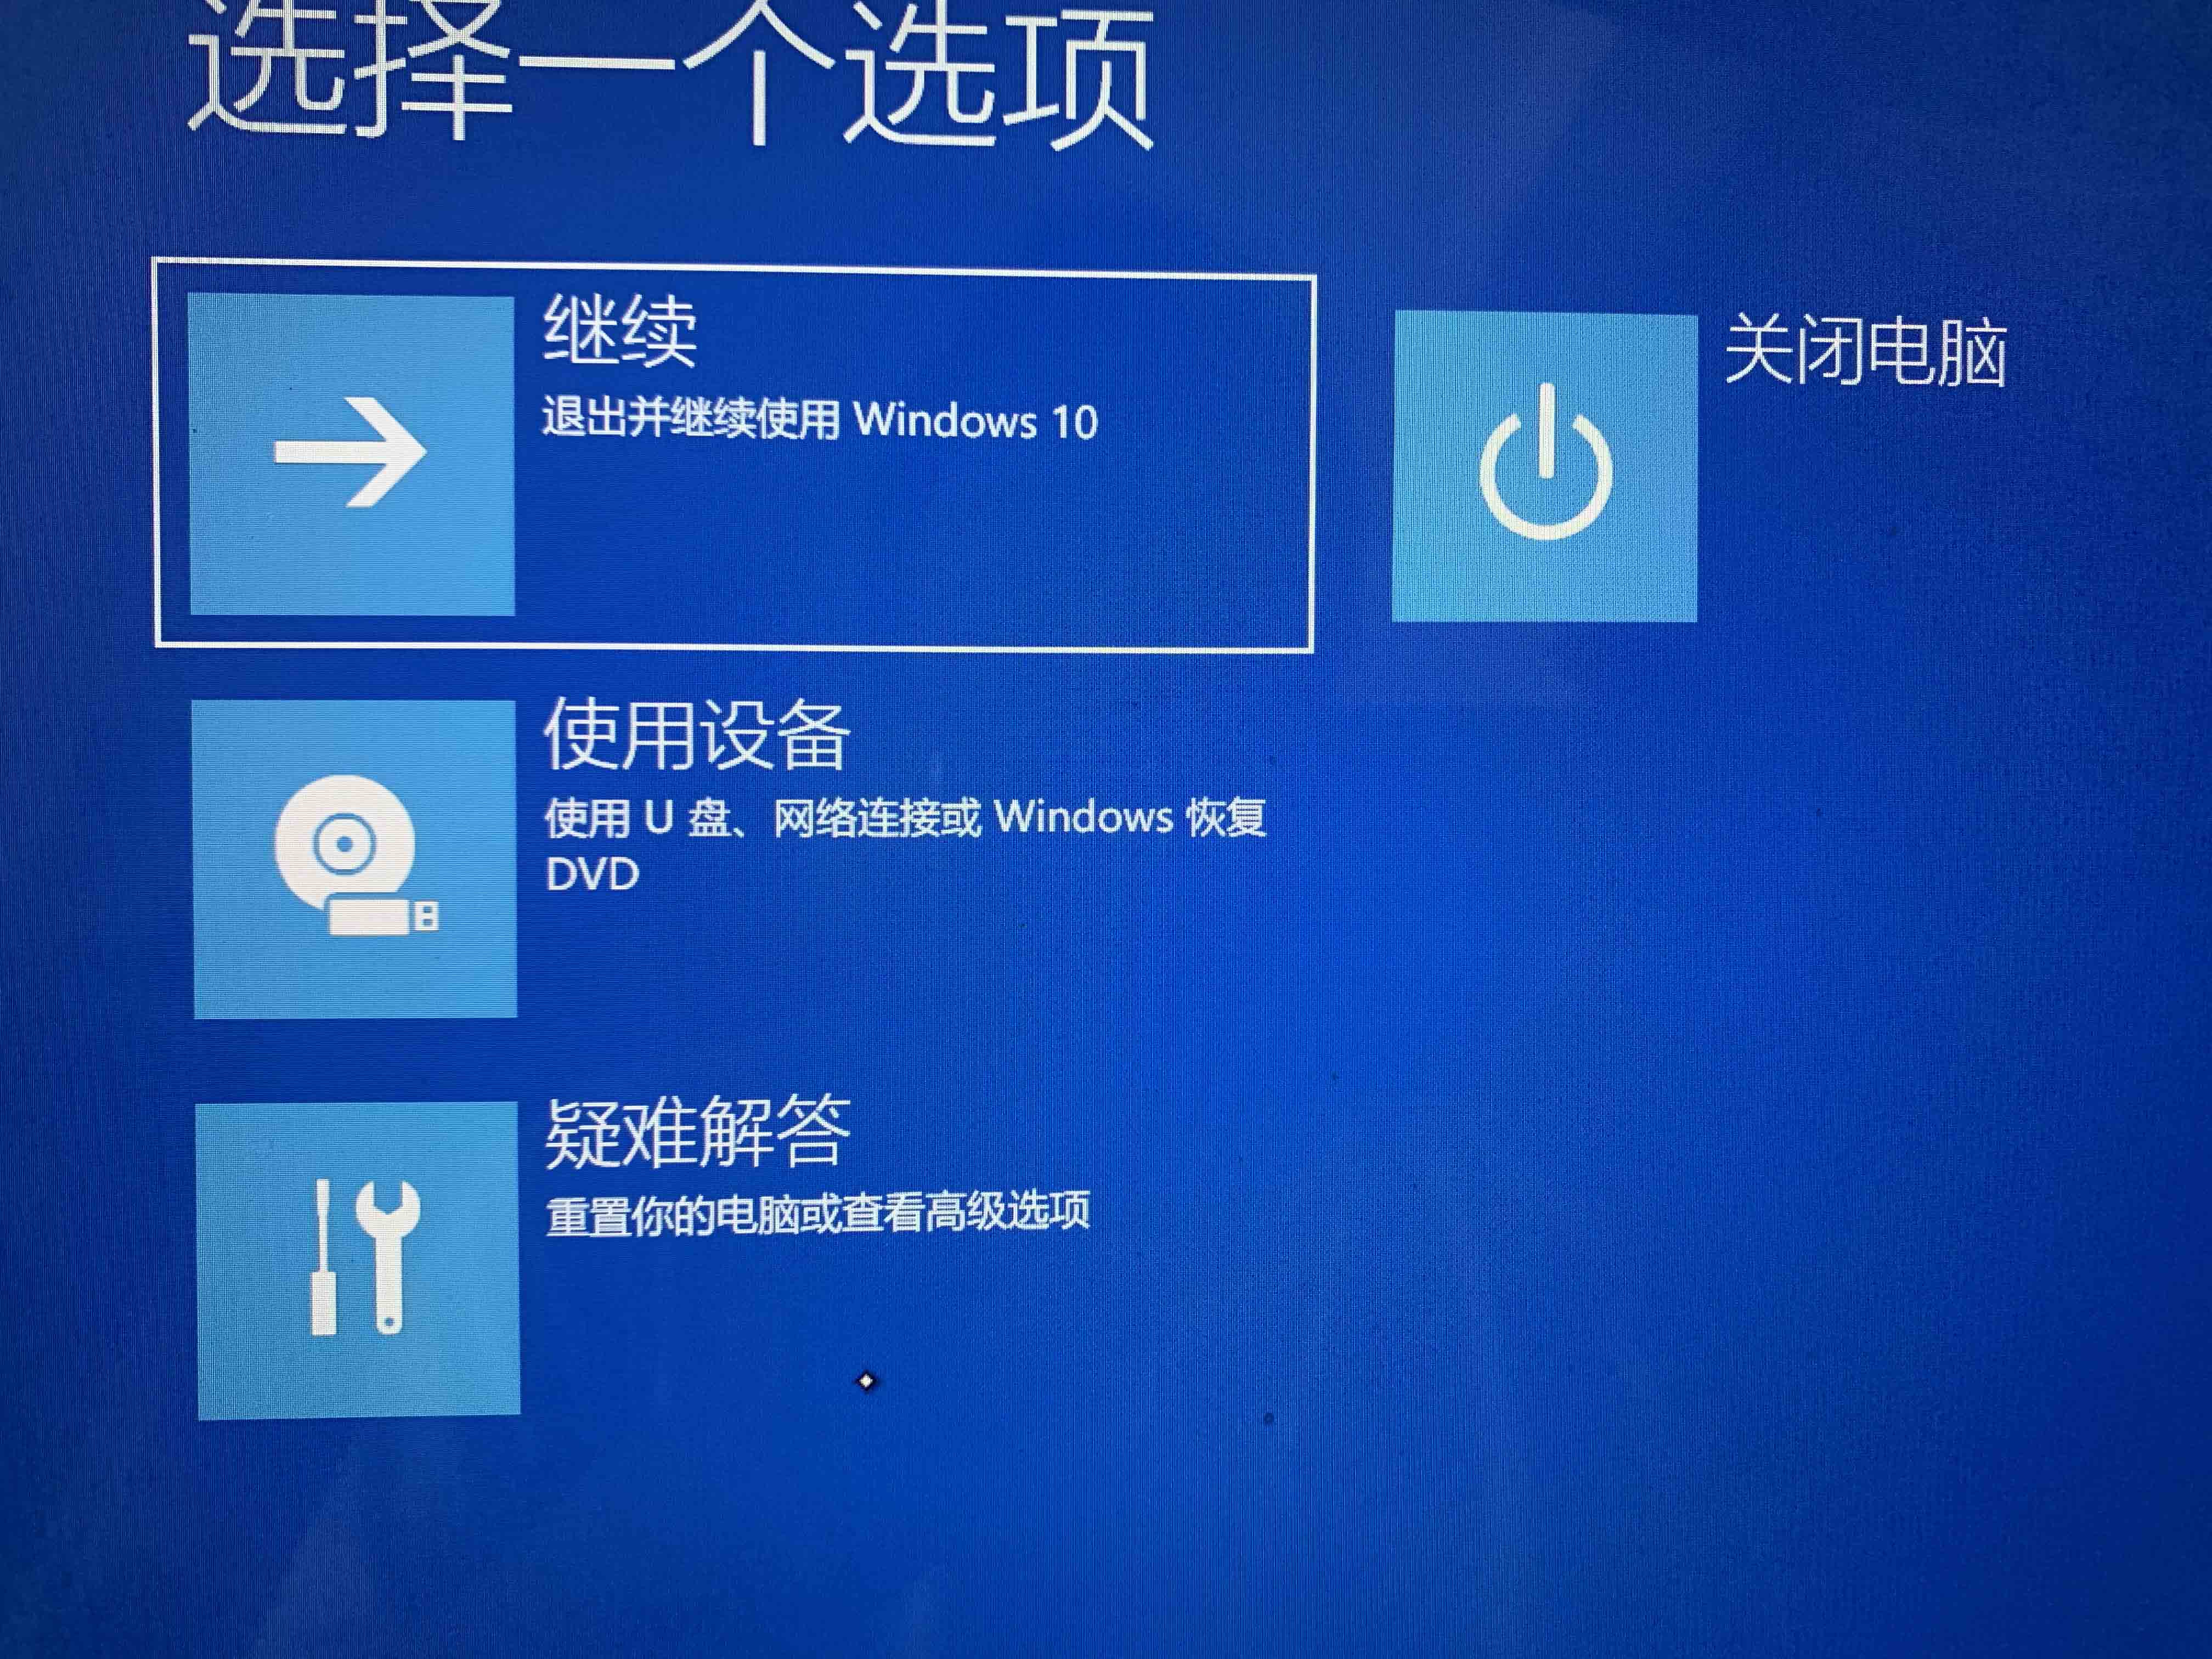 选择一个选项
继续
退出并继续使用 Windows 10
关闭电脑
使用设备
使用 U 盘、网络连接或 Windows 恢复
DVD
疑难解答
重置你的电脑或查看高级选项